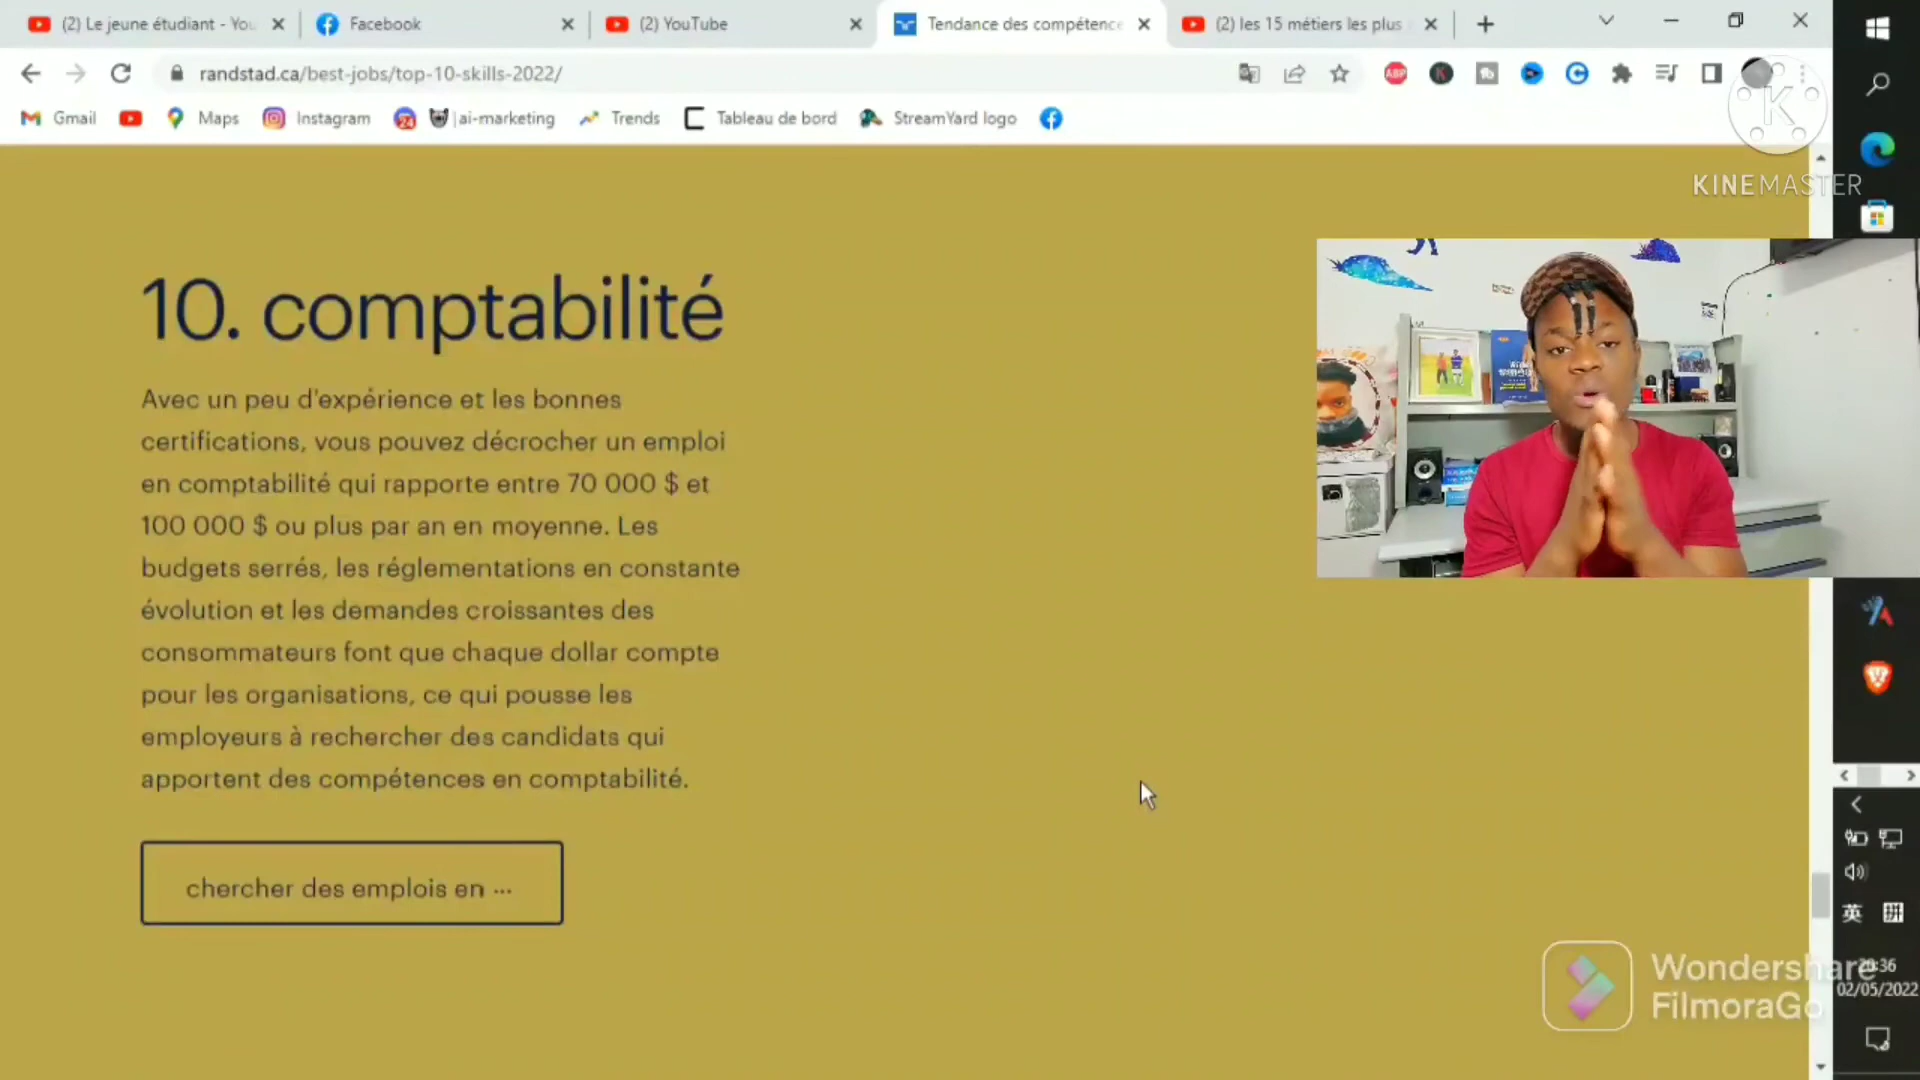 (2) Le jeune étudiant - You
Facebook
(2) YouTube
Tendance des compétence
(2) les 15 métiers les plus
randstad.ca/best-jobs/top-10-skills-2022/
ABP
Gmail
Maps
Instagram
24
ai-marketing
Trends
Tableau de bord
StreamYard logo
K
KINEMASTER
10. comptabilité
Avec un peu d'expérience et les bonnes
certifications, vous pouvez décrocher un emploi
en comptabilité qui rapporte entre 70 000 $ et
100 000 $ ou plus par an en moyenne. Les
budgets serrés, les réglementations en constante
évolution et les demandes croissantes des
consommateurs font que chaque dollar compte
pour les organisations, ce qui pousse les
employeurs à rechercher des candidats qui
apportent des compétences en comptabilité.
chercher des emplois en ...
英 拼
Wondershare
FilmoraGo
20:36
02/05/2022